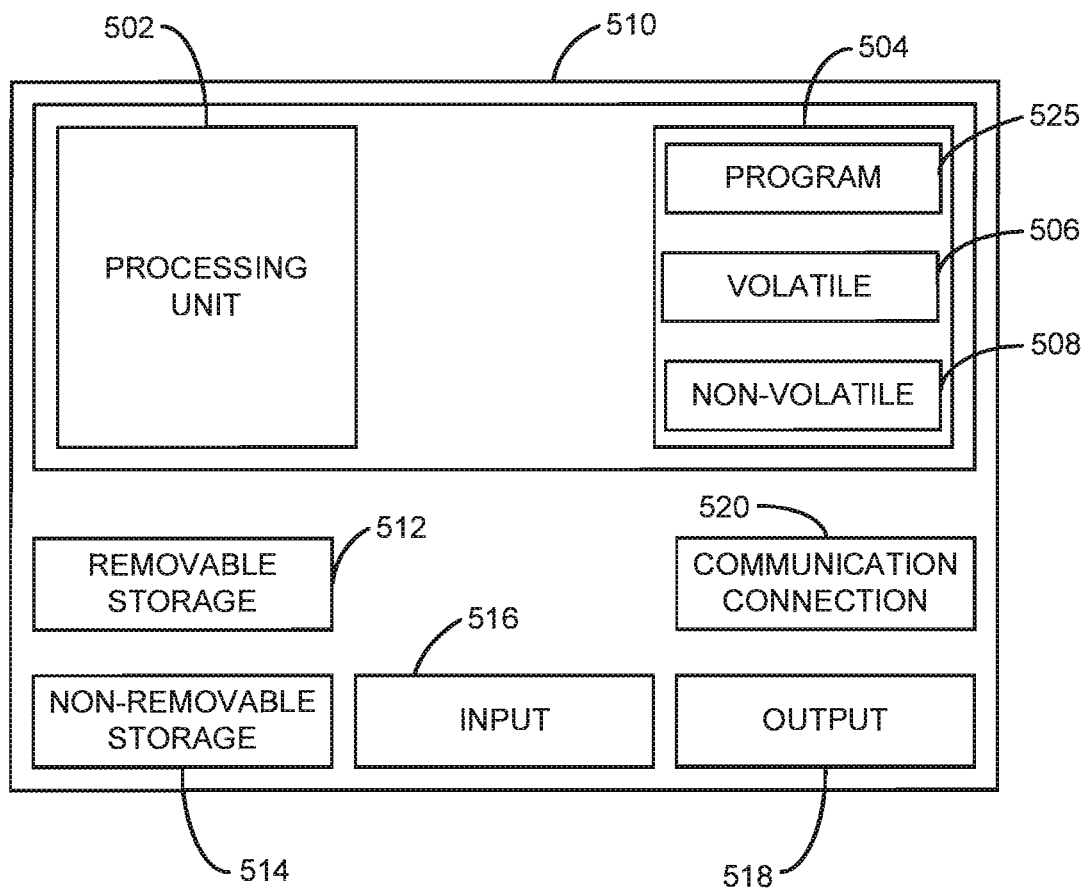 502
510
504
525
PROGRAM
506
PROCESSING
UNIT
VOLATILE
508
NON-VOLATILE
512
520
REMOVABLE
STORAGE
COMMUNICATION
CONNECTION
516
NON-REMOVABLE
STORAGE
INPUT
OUTPUT
514
518